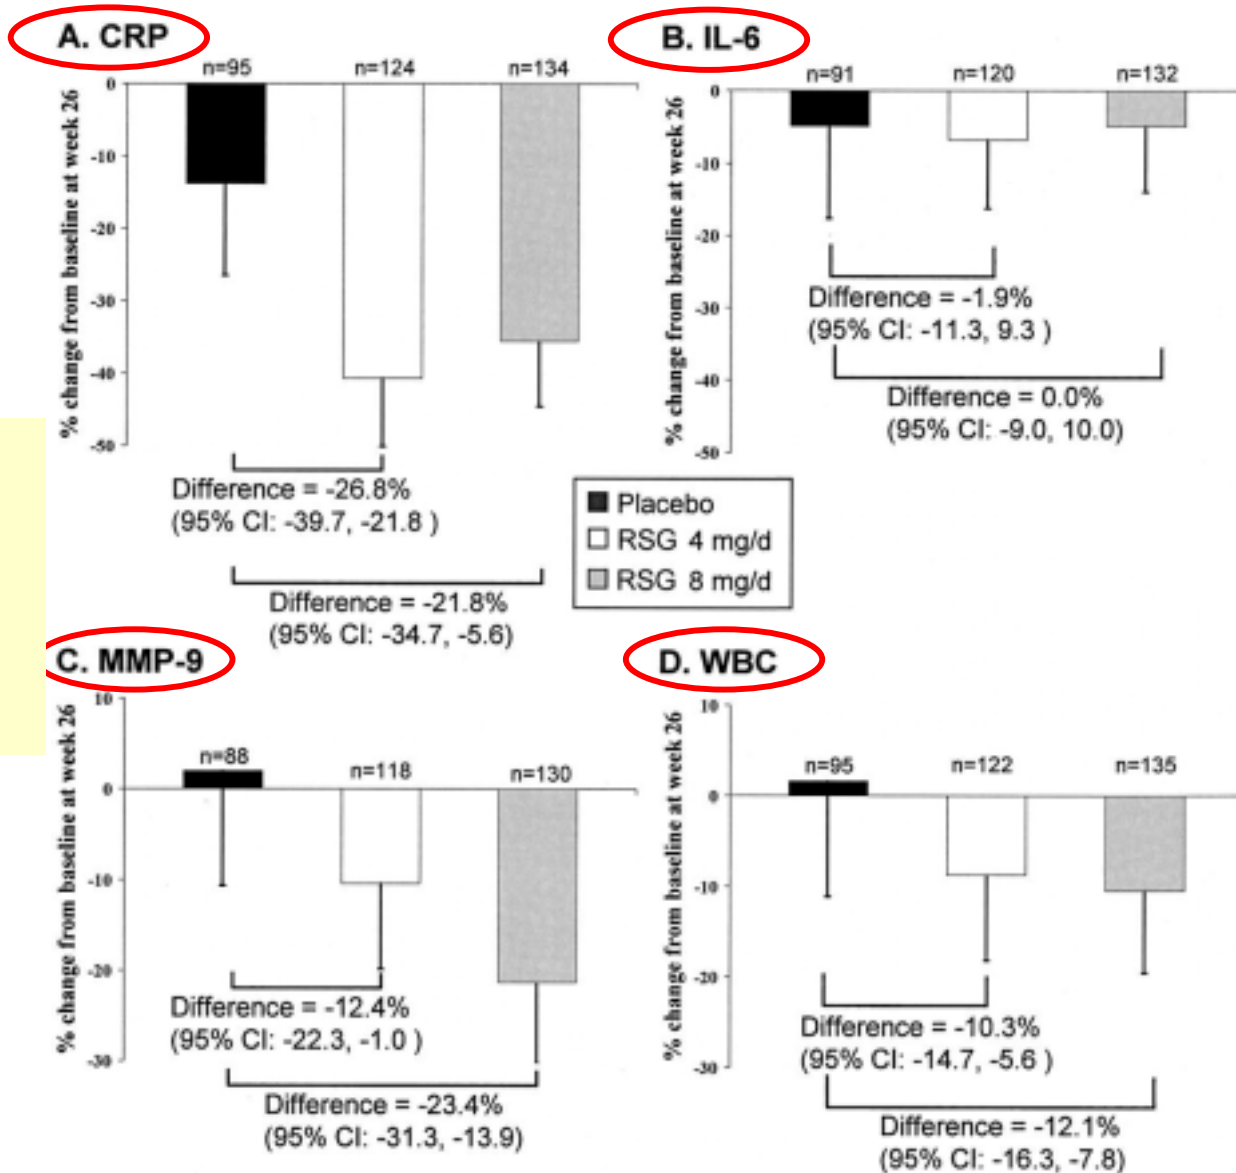 A. CRP
n=95
n=124
n=134
% change from baseline at week 26
0
-10
-20
-30
-40
-50
Difference = -26.8%
(95% CI: -39.7, -21.8 )
Difference = -21.8%
(95% CI: -34.7, -5.6)
B. IL-6
n=91
n=120
n=132
% change from baseline at week 26
0
-10
-20
-30
-40
-50
Difference = -1.9%
(95% CI: -11.3, 9.3 )
Difference = 0.0%
(95% CI: -9.0, 10.0)
Placebo
RSG 4 mg/d
RSG 8 mg/d
C. MMP-9
n=88
n=118
n=130
% change from baseline at week 26
10
0
-10
-20
-30
Difference = -12.4%
(95% CI: -22.3, -1.0 )
Difference = -23.4%
(95% CI: -31.3, -13.9)
D. WBC
n=95
n=122
n=135
% change from baseline at week 26
10
0
-10
-20
-30
Difference = -10.3%
(95% CI: -14.7, -5.6 )
Difference = -12.1%
(95% CI: -16.3, -7.8)